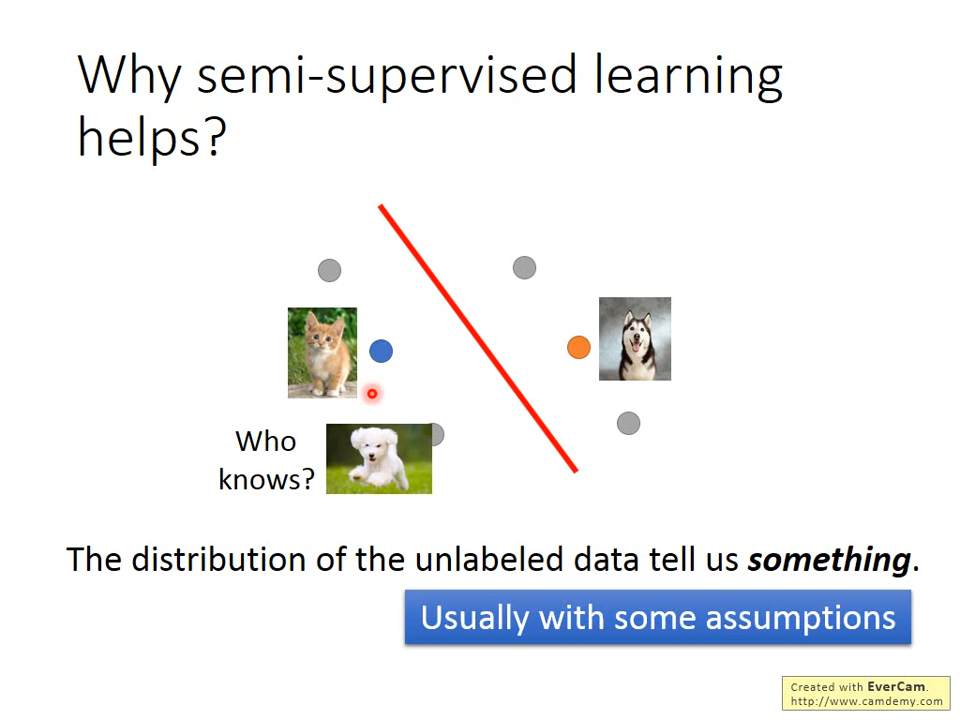 Why semi-supervised learning
helps?
Who
knows?
The distribution of the unlabeled data tell us something.
Usually with some assumptions
Created with EverCam.
http://www.camdemy.com